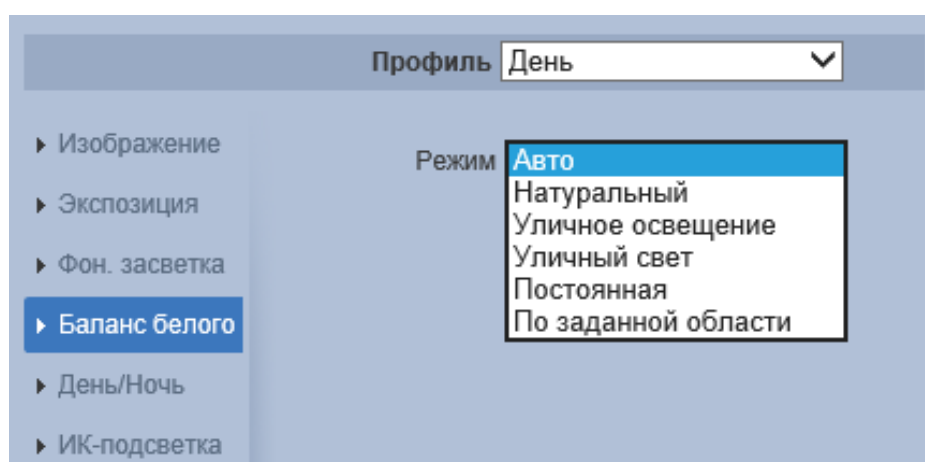 Профиль День
Изображение
Экспозиция
Фон. засветка
Баланс белого
День/Ночь
ИК-подсветка
Режим Авто
Натуральный
Уличное освещение
Уличный свет
Постоянная
По заданной области